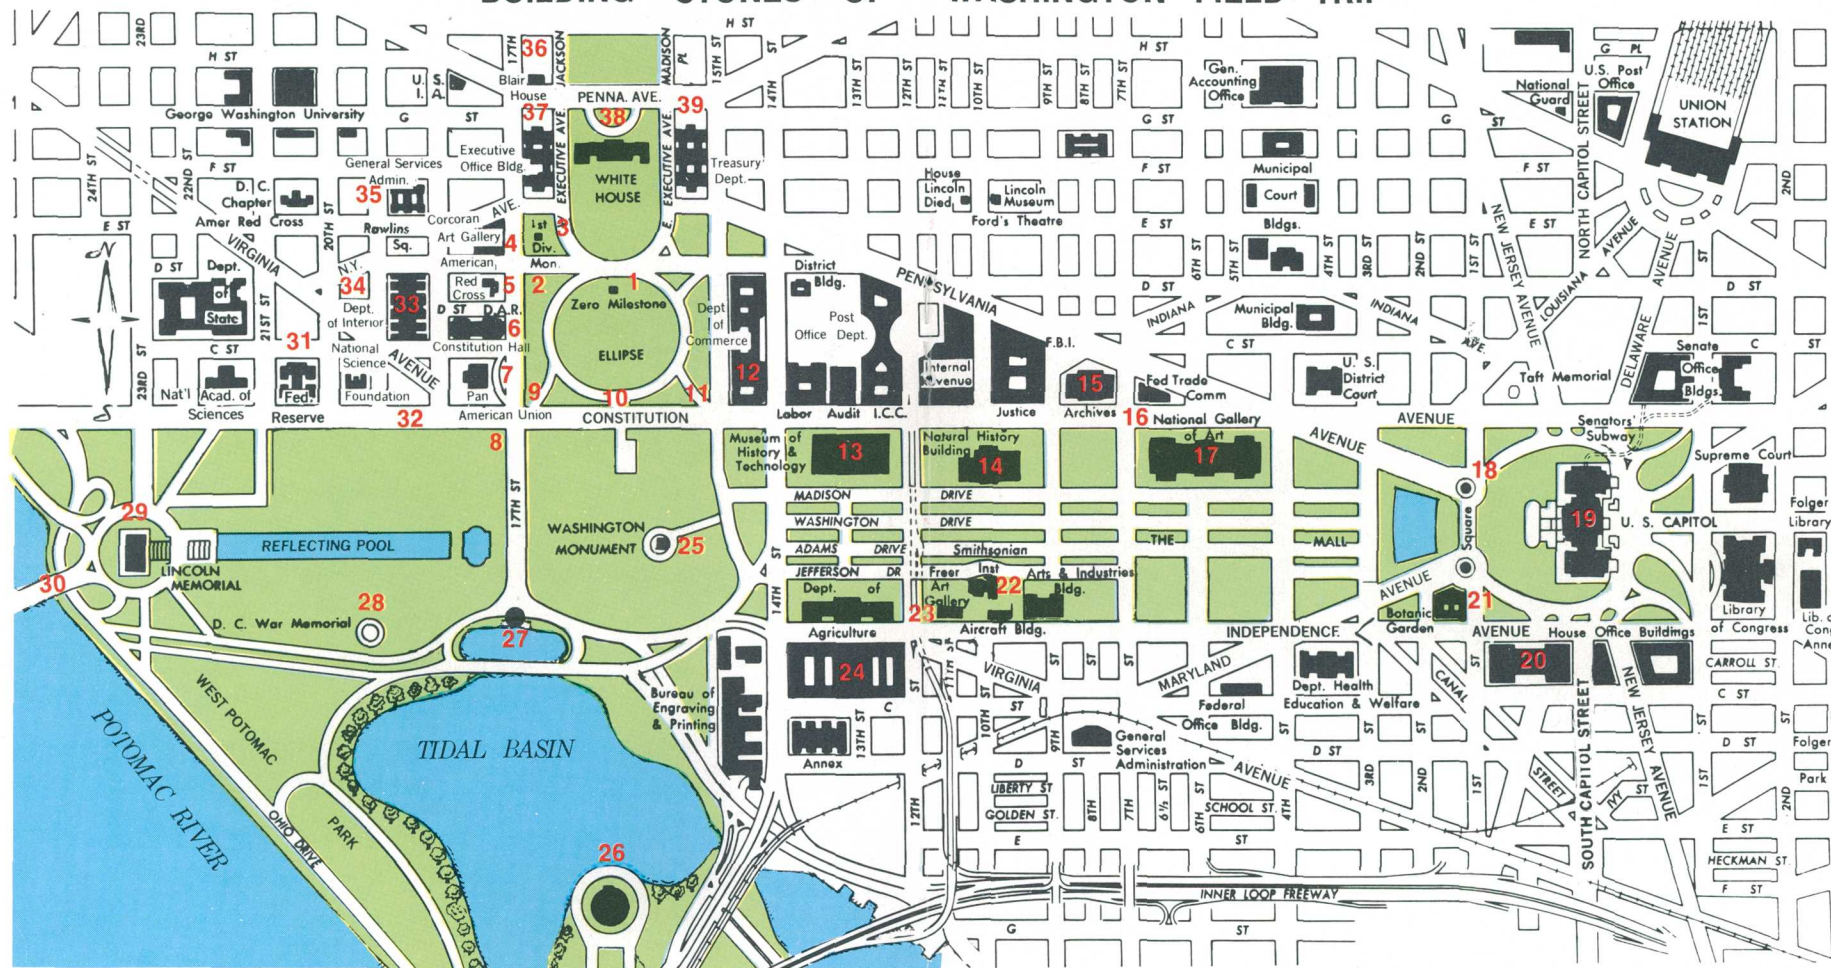 BUILDING STONES OF WASHINGTON FIELD TRIP
H ST
H ST
23RD
17TH
36
JACKSON
MADISON
PL
15TH ST
14TH
ST
H ST
G PL
U.S. Post
Office
UNION
STATION
National
Guard
Gen.
Accounting
Office
13TH ST
12TH ST
11TH ST
10TH ST
9TH ST
8TH ST
7TH ST
U. S.
I. A.
Blair
House
PENNA. AVE.
George Washington University
G ST
37
38
39
G ST
G ST
NORTH CAPITOL STREET
24TH ST
22ND ST
F ST
General Services
Admin.
Executive
Office Bldg.
EXECUTIVE AVE.
EXECUTIVE AVE.
Treasury
Dept.
WHITE
HOUSE
F ST
Municipal
Court
Bldgs.
F ST
2ND
D. C.
Chapter
Amer Red Cross
35
House
Lincoln
Died
Lincoln
Museum
Ford's Theatre
E ST
VIRGINIA
20TH ST
Rawlins
Sq.
Corcoran
Art Gallery
AVE.
4
3
1st
Div.
Mon.
E.
E ST
E ST
NEW JERSEY AVENUE
LOUISIANA
AVENUE
DELAWARE
AVENUE
N
S
D ST
Dept.
of
State
21ST ST
N.Y.
34
33
American
Red
Cross
5
2
1
Zero Milestone
District
Bldg.
PENNSYLVANIA
6TH ST
5TH ST
4TH ST
3RD ST
2ND ST
1ST ST
D ST
D ST
Dept.
of Interior
D ST
D.A.R.
6
Constitution Hall
ELLIPSE
Dept
of
Commerce
Post
Office Dept.
INDIANA
Municipal
Bldg.
INDIANA
AVE.
31
C ST
23RD ST
National
Science
Foundation
AVENUE
7
9
10
11
12
Internal
F.B.I.
15
C ST
U. S.
District
Court
Taft Memorial
Senate
Office
Bldgs.
1ST
C ST
Nat'l Acad. of
Sciences
Fed.
Reserve
32
Pan
American Union
CONSTITUTION
Labor Audit I.C.C.
Justice
Archives
Fed Trade
Comm
16
AVENUE
8
Museum of
History &
Technology
13
Natural History
Building
14
National Gallery
of Art
17
AVENUE
18
Senators'
Subway
Supreme Court
29
17TH ST
MADISON DRIVE
WASHINGTON DRIVE
ADAMS DRIVE
JEFFERSON DR
REFLECTING POOL
WASHINGTON
MONUMENT
25
Smithsonian
Inst
THE MALL
Square
19
U. S. CAPITOL
Folger
Library
LINCOLN
MEMORIAL
30
28
D. C. War Memorial
27
14TH ST
Dept. of
Agriculture
Freer
Art
Gallery
22
Arts & Industries
Bldg.
23
Aircraft Bldg.
AVENUE
Botanic
Garden
21
Library
of Congress
INDEPENDENCE AVENUE
House Office Buildings
24
11TH ST
VIRGINIA
ST
ST
ST
MARYLAND
Dept. Health
Education & Welfare
CANAL
ST
20
CARROLL ST.
C ST
Bureau of
Engraving
& Printing
WEST POTOMAC
PARK
POTOMAC RIVER
TIDAL BASIN
ST
C
10TH ST
9TH
Federal
Office Bldg.
NEW JERSEY AVENUE
SOUTH CAPITOL STREET
13TH ST
Annex
General
Services
Administration
D ST
AVENUE
D ST
ST
D ST
Folger
Park
LIBERTY ST
GOLDEN ST.
12TH
8TH
7TH
6½ ST
6TH ST
SCHOOL ST.
4TH
3RD
2ND
1ST
STREET
IVY ST
1ST
2ND
OHIO DRIVE
E ST
E ST
26
HECKMAN ST.
F ST
INNER LOOP FREEWAY
G ST